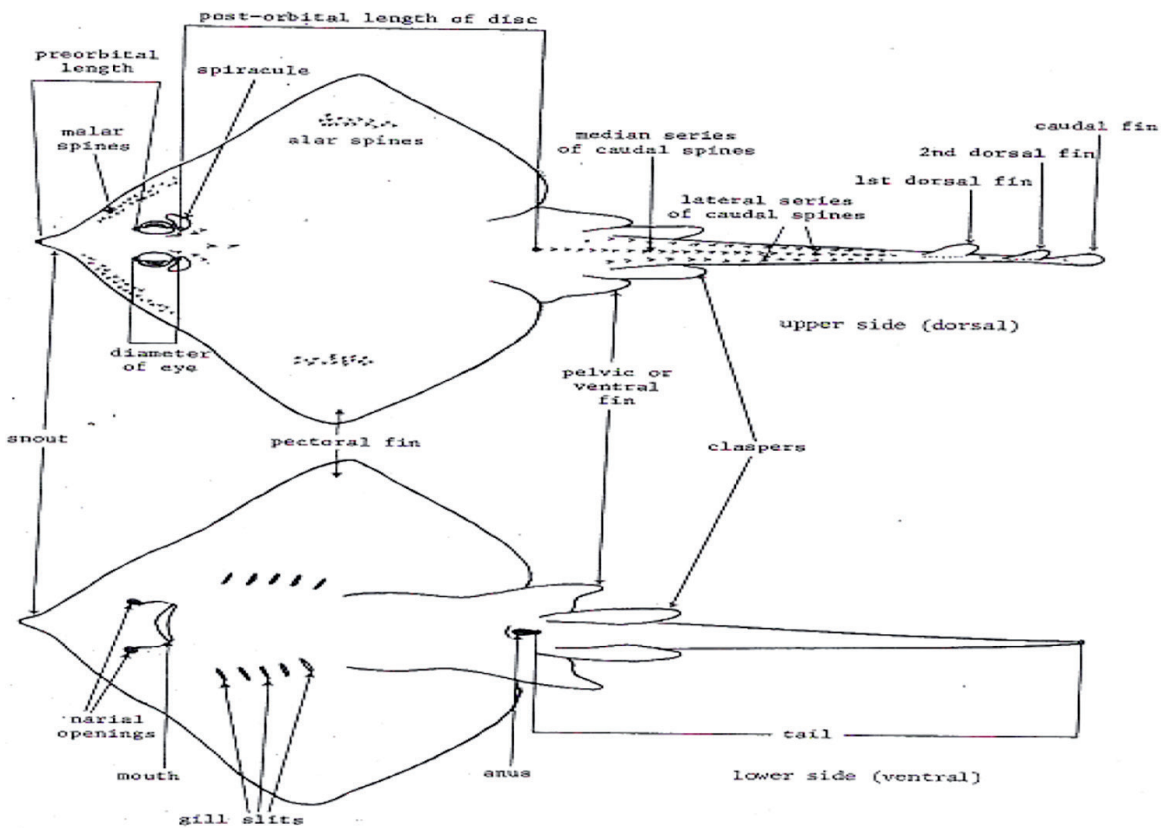 post-orbital length of disc
preorbital
length
spiracule
malar
spines
alar spines
median series
of caudal spines
caudal fin
2nd dorsal fin
1st dorsal fin
lateral series
of caudal spines
upper side (dorsal)
diameter
of eye
pelvic or
ventral
fin
snout
pectoral fin
claspers
narial
openings
mouth
anus
tail
lower side (ventral)
gill slits